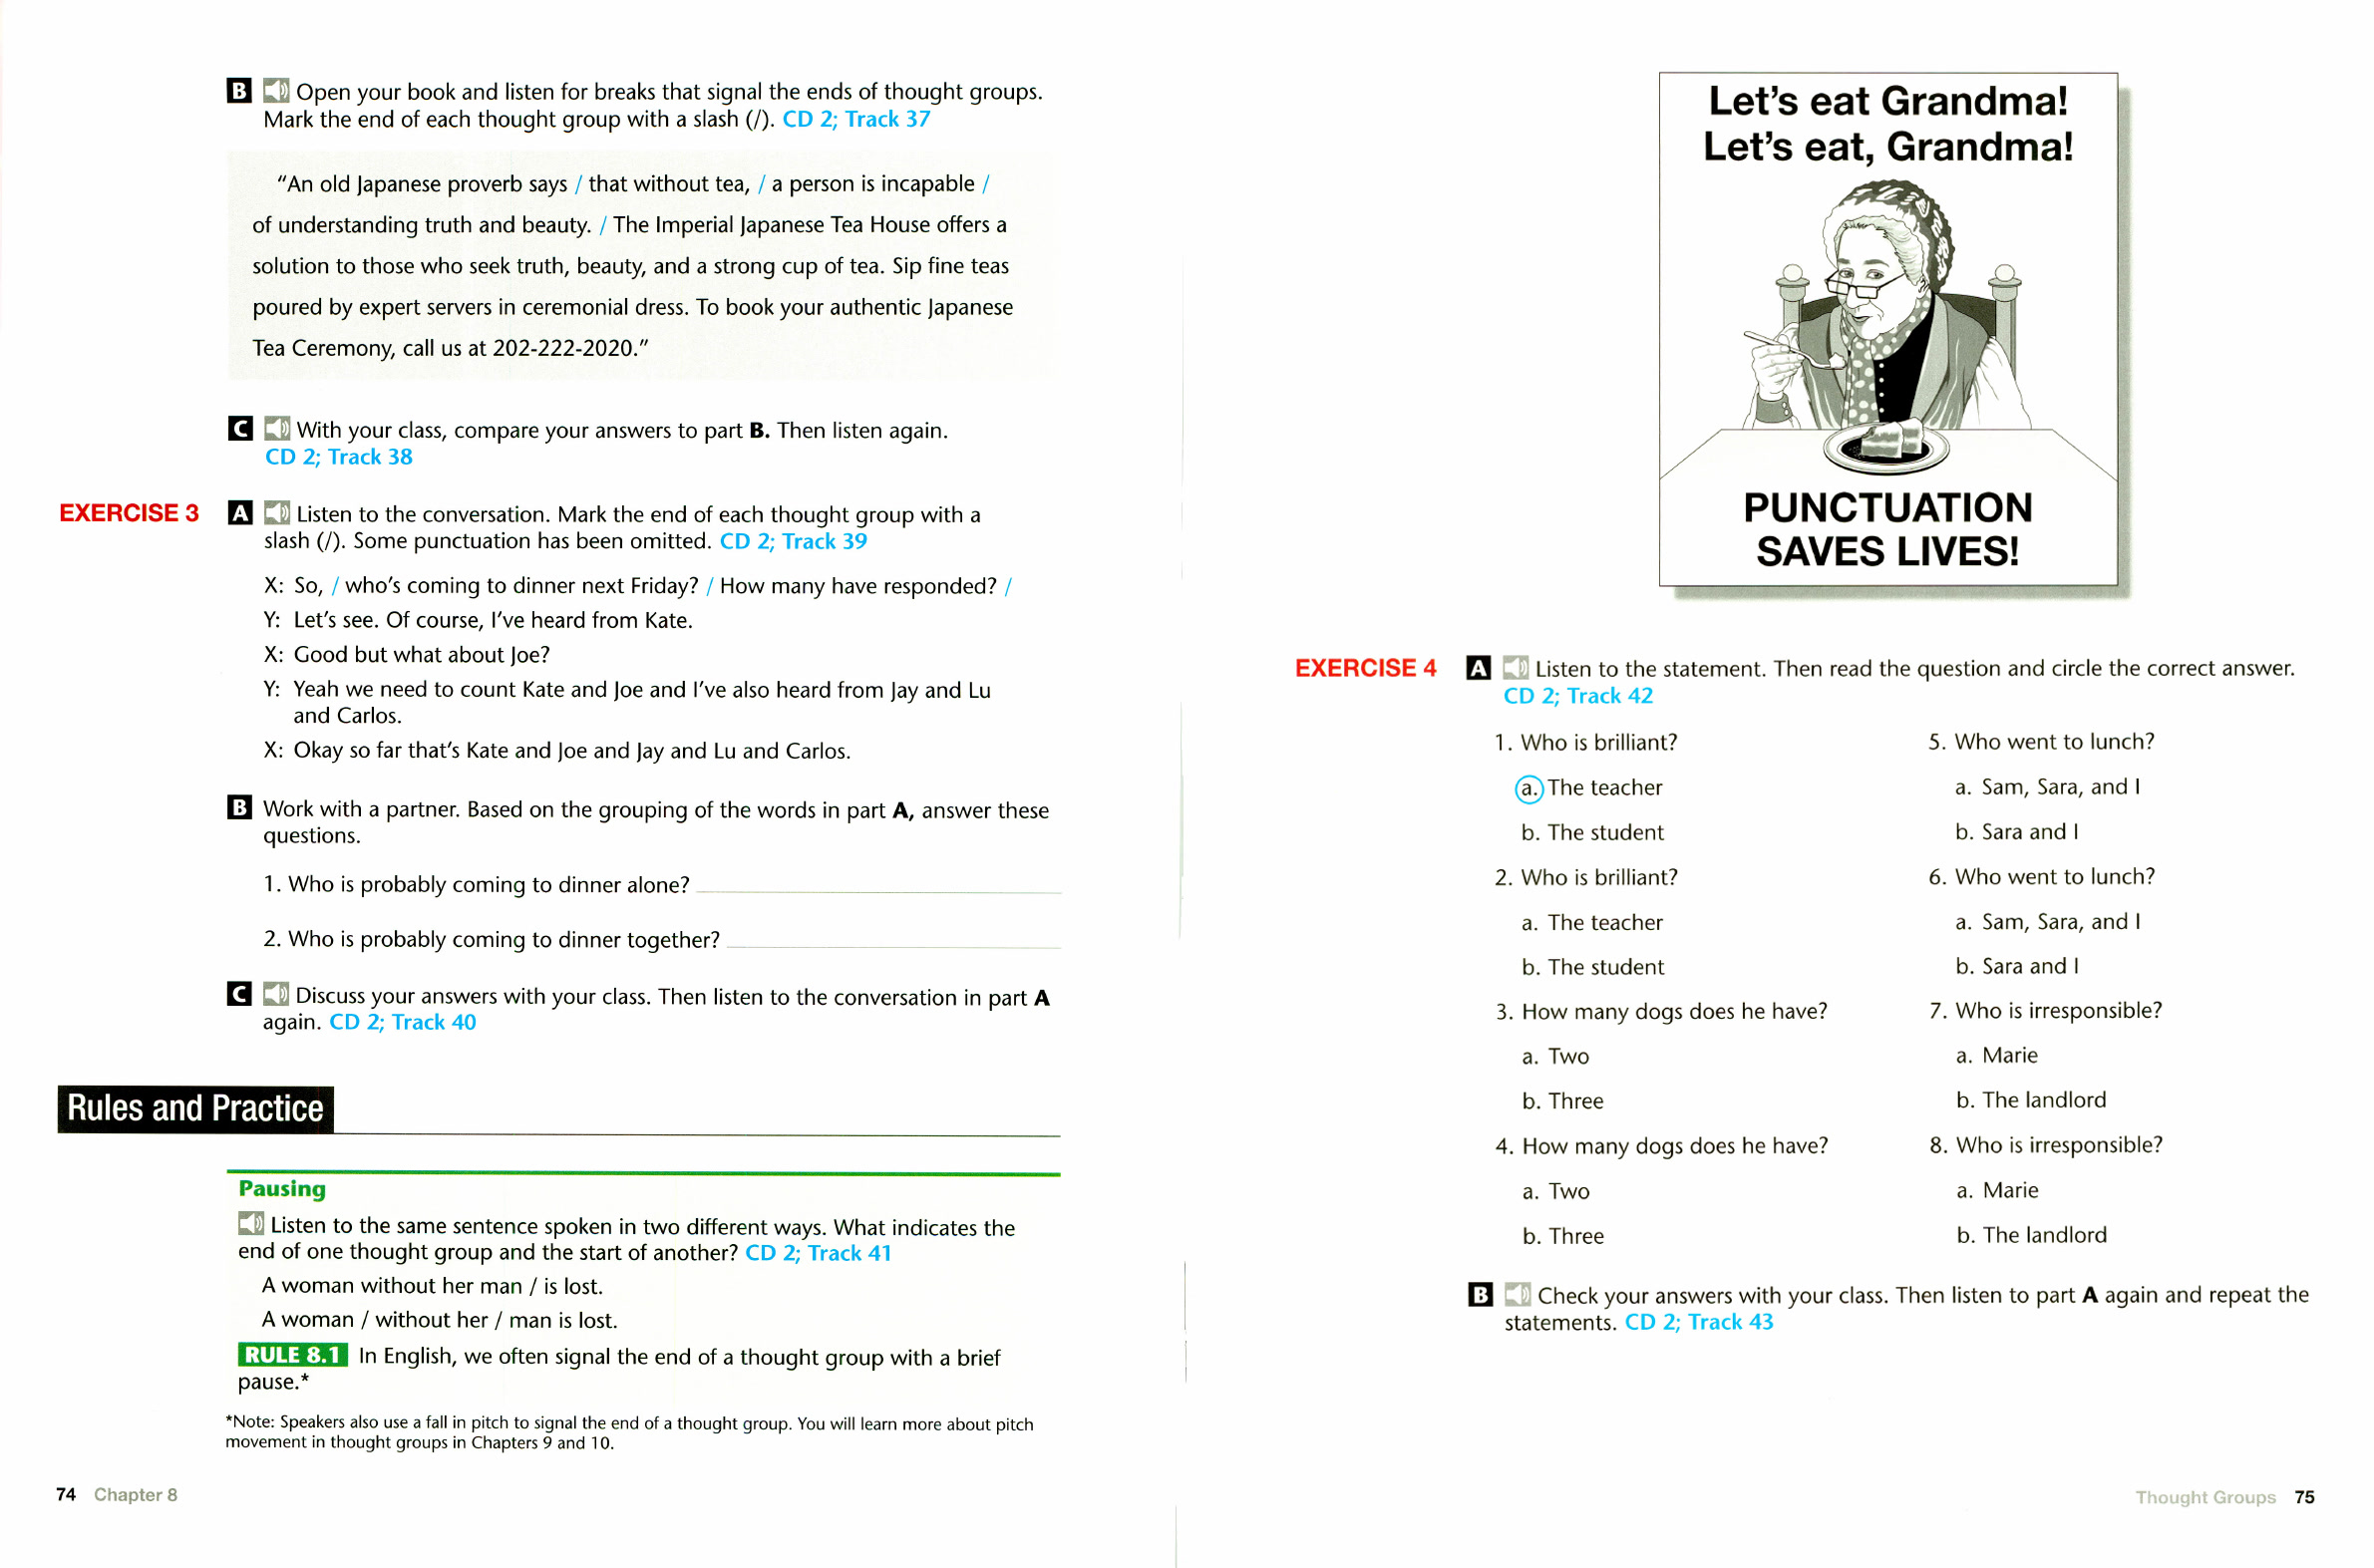 B Open your book and listen for breaks that signal the ends of thought groups.
Mark the end of each thought group with a slash (/). CD 2; Track 37
"An old Japanese proverb says / that without tea, / a person is incapable /
of understanding truth and beauty. / The Imperial Japanese Tea House offers a
solution to those who seek truth, beauty, and a strong cup of tea. Sip fine teas
poured by expert servers in ceremonial dress. To book your authentic Japanese
Tea Ceremony, call us at 202-222-2020."
C With your class, compare your answers to part B. Then listen again.
CD 2; Track 38
EXERCISE 3 A Listen to the conversation. Mark the end of each thought group with a
slash (/). Some punctuation has been omitted. CD 2; Track 39
X: So, / who's coming to dinner next Friday? / How many have responded? /
Y: Let's see. Of course, I've heard from Kate.
X: Good but what about Joe?
Y: Yeah we need to count Kate and Joe and I've also heard from Jay and Lu
and Carlos.
X: Okay so far that's Kate and Joe and Jay and Lu and Carlos.
B Work with a partner. Based on the grouping of the words in part A, answer these
questions.
1. Who is probably coming to dinner alone?
2. Who is probably coming to dinner together?
C Discuss your answers with your class. Then listen to the conversation in part A
again. CD 2; Track 40
Rules and Practice
Pausing
Listen to the same sentence spoken in two different ways. What indicates the
end of one thought group and the start of another? CD 2; Track 41
A woman without her man / is lost.
A woman / without her / man is lost.
RULE 8.1 In English, we often signal the end of a thought group with a brief
pause.*
*Note: Speakers also use a fall in pitch to signal the end of a thought group. You will learn more about pitch
movement in thought groups in Chapters 9 and 10.
74 Chapter 8
Let's eat Grandma!
Let's eat, Grandma!
PUNCTUATION
SAVES LIVES!
EXERCISE 4 A Listen to the statement. Then read the question and circle the correct answer.
CD 2; Track 42
1. Who is brilliant?
a. The teacher
b. The student
2. Who is brilliant?
a. The teacher
b. The student
3. How many dogs does he have?
a. Two
b. Three
4. How many dogs does he have?
a. Two
b. Three
5. Who went to lunch?
a. Sam, Sara, and I
b. Sara and I
6. Who went to lunch?
a. Sam, Sara, and I
b. Sara and I
7. Who is irresponsible?
a. Marie
b. The landlord
8. Who is irresponsible?
a. Marie
b. The landlord
B Check your answers with your class. Then listen to part A again and repeat the
statements. CD 2; Track 43
Thought Groups 75